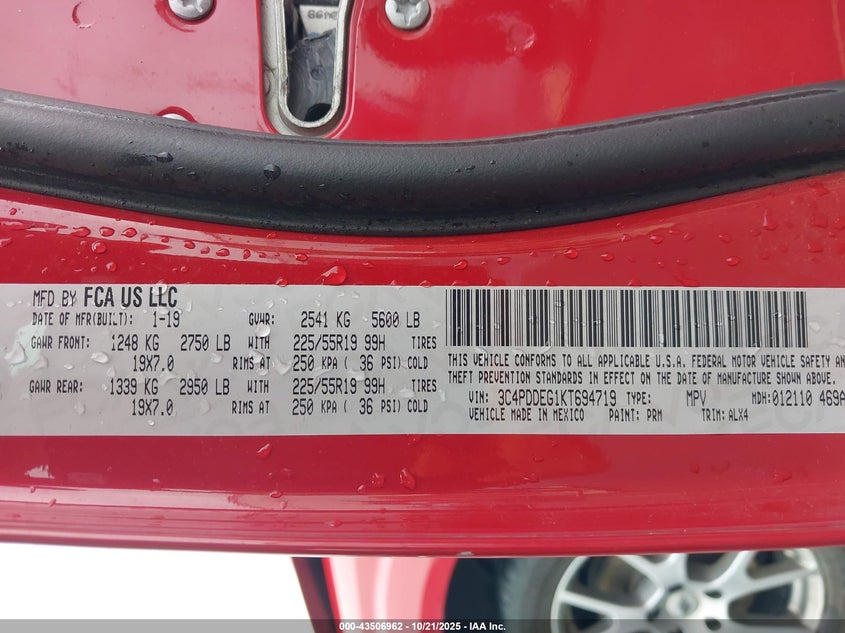 MFD BY FCA US LLC
DATE OF MFR(BUILT): 1-19 GVWR: 2541 KG 5600 LB
GAWR FRONT: 1248 KG 2750 LB WITH 225/55R19 99H TIRES
19X7.0 RIMS AT 250 KPA ( 36 PSI) COLD
GAWR REAR: 1339 KG 2950 LB WITH 225/55R19 99H TIRES
19X7.0 RIMS AT 250 KPA ( 36 PSI) COLD
THIS VEHICLE CONFORMS TO ALL APPLICABLE U.S.A. FEDERAL MOTOR VEHICLE SAFETY AND
THEFT PREVENTION STANDARDS IN EFFECT ON THE DATE OF MANUFACTURE SHOWN ABOVE.
VIN: 3C4PDDEG1KT694719 TYPE: MPV MDH: 012110 469A
VEHICLE MADE IN MEXICO PAINT: PRM TRIM: ALX4
000-43506962 - 10/21/2025 - IAA Inc.